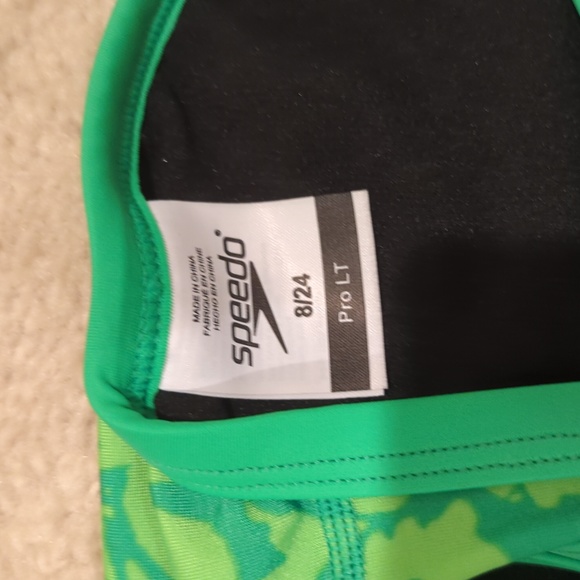 MADE IN CHINA
FABRIQUÉ EN CHINE
HECHO EN CHINA
speedo
8/24
Pro LT